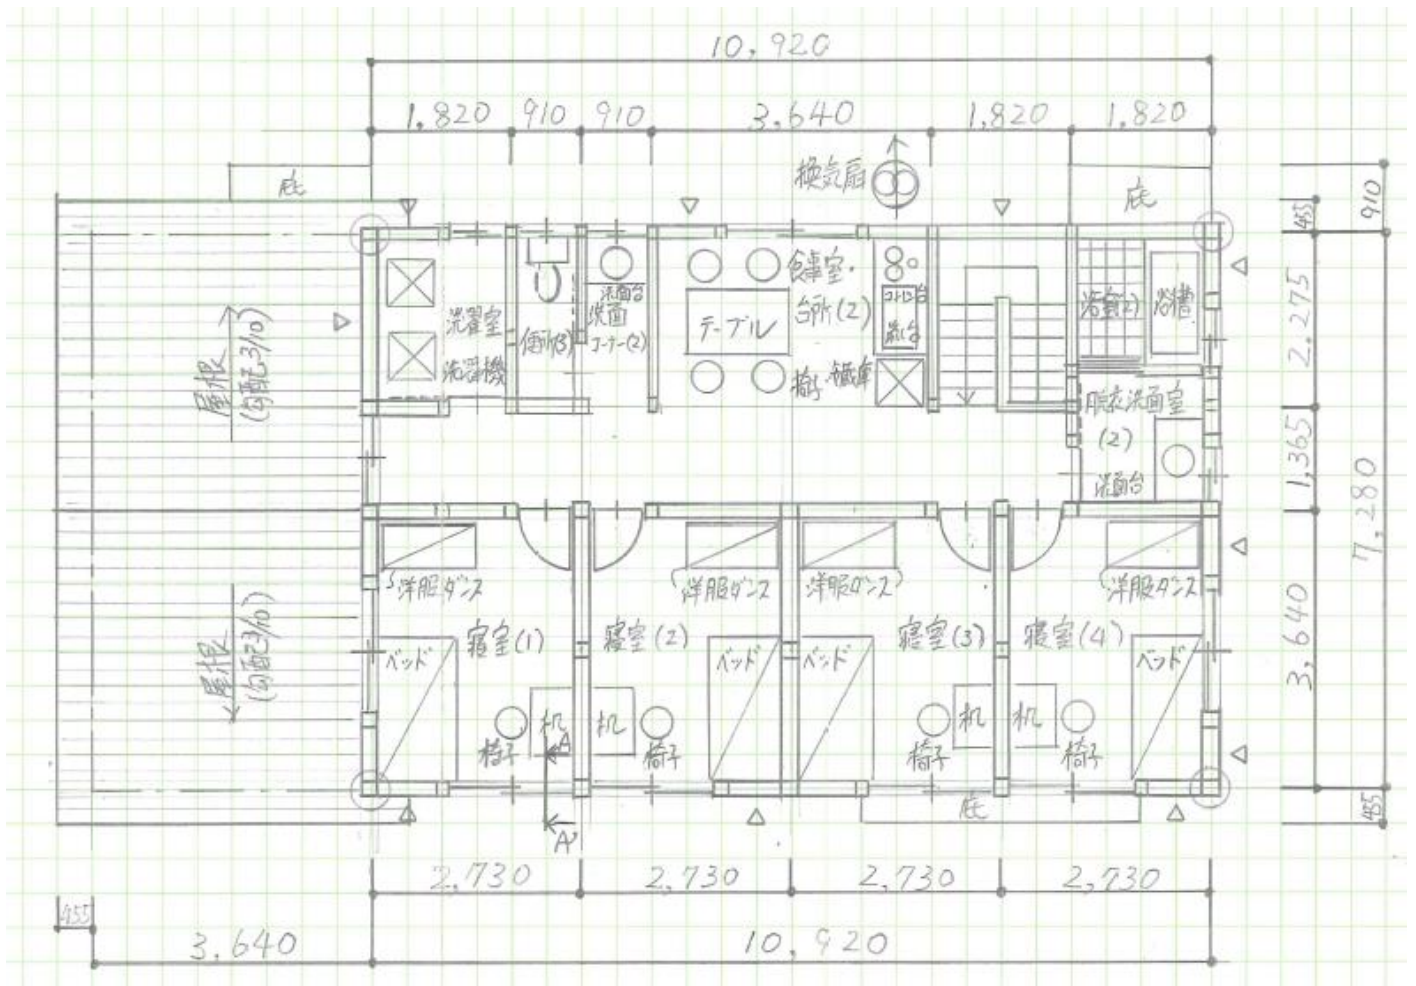 10,920
1,820 910 910 3,640 1,820 1,820
換気扇
庇
庇
910
455
食事室・
台所(2)
洗面台
洗面
コーナー(2)
浴室(2)
浴槽
洗濯室
便所(3)
テーブル
コンロ台
流し台
2,275
屋根
(勾配3/10)
洗濯機
椅子
冷蔵庫
脱衣洗面室
(2)
洗面台
1,365
7,280
洋服ダンス
洋服ダンス
洋服ダンス
洋服ダンス
寝室(1)
寝室(2)
寝室(3)
寝室(4)
3,640
屋根
(勾配3/10)
ベッド
ベッド
ベッド
ベッド
机
机
机
机
椅子
椅子
椅子
椅子
A
A'
庇
455
2,730 2,730 2,730 2,730
455
3,640 10,920